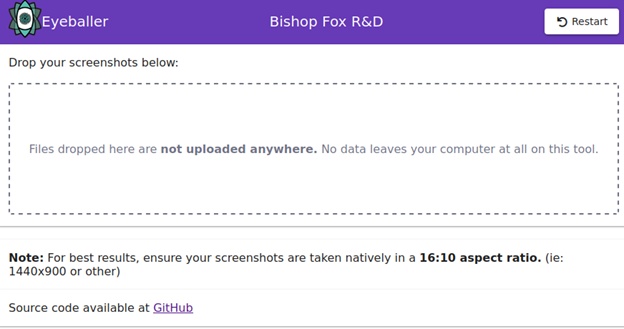 Eyeballer
Bishop Fox R&D
Restart
Drop your screenshots below:
Files dropped here are not uploaded anywhere. No data leaves your computer at all on this tool.
Note: For best results, ensure your screenshots are taken natively in a 16:10 aspect ratio. (ie:
1440x900 or other)
Source code available at GitHub